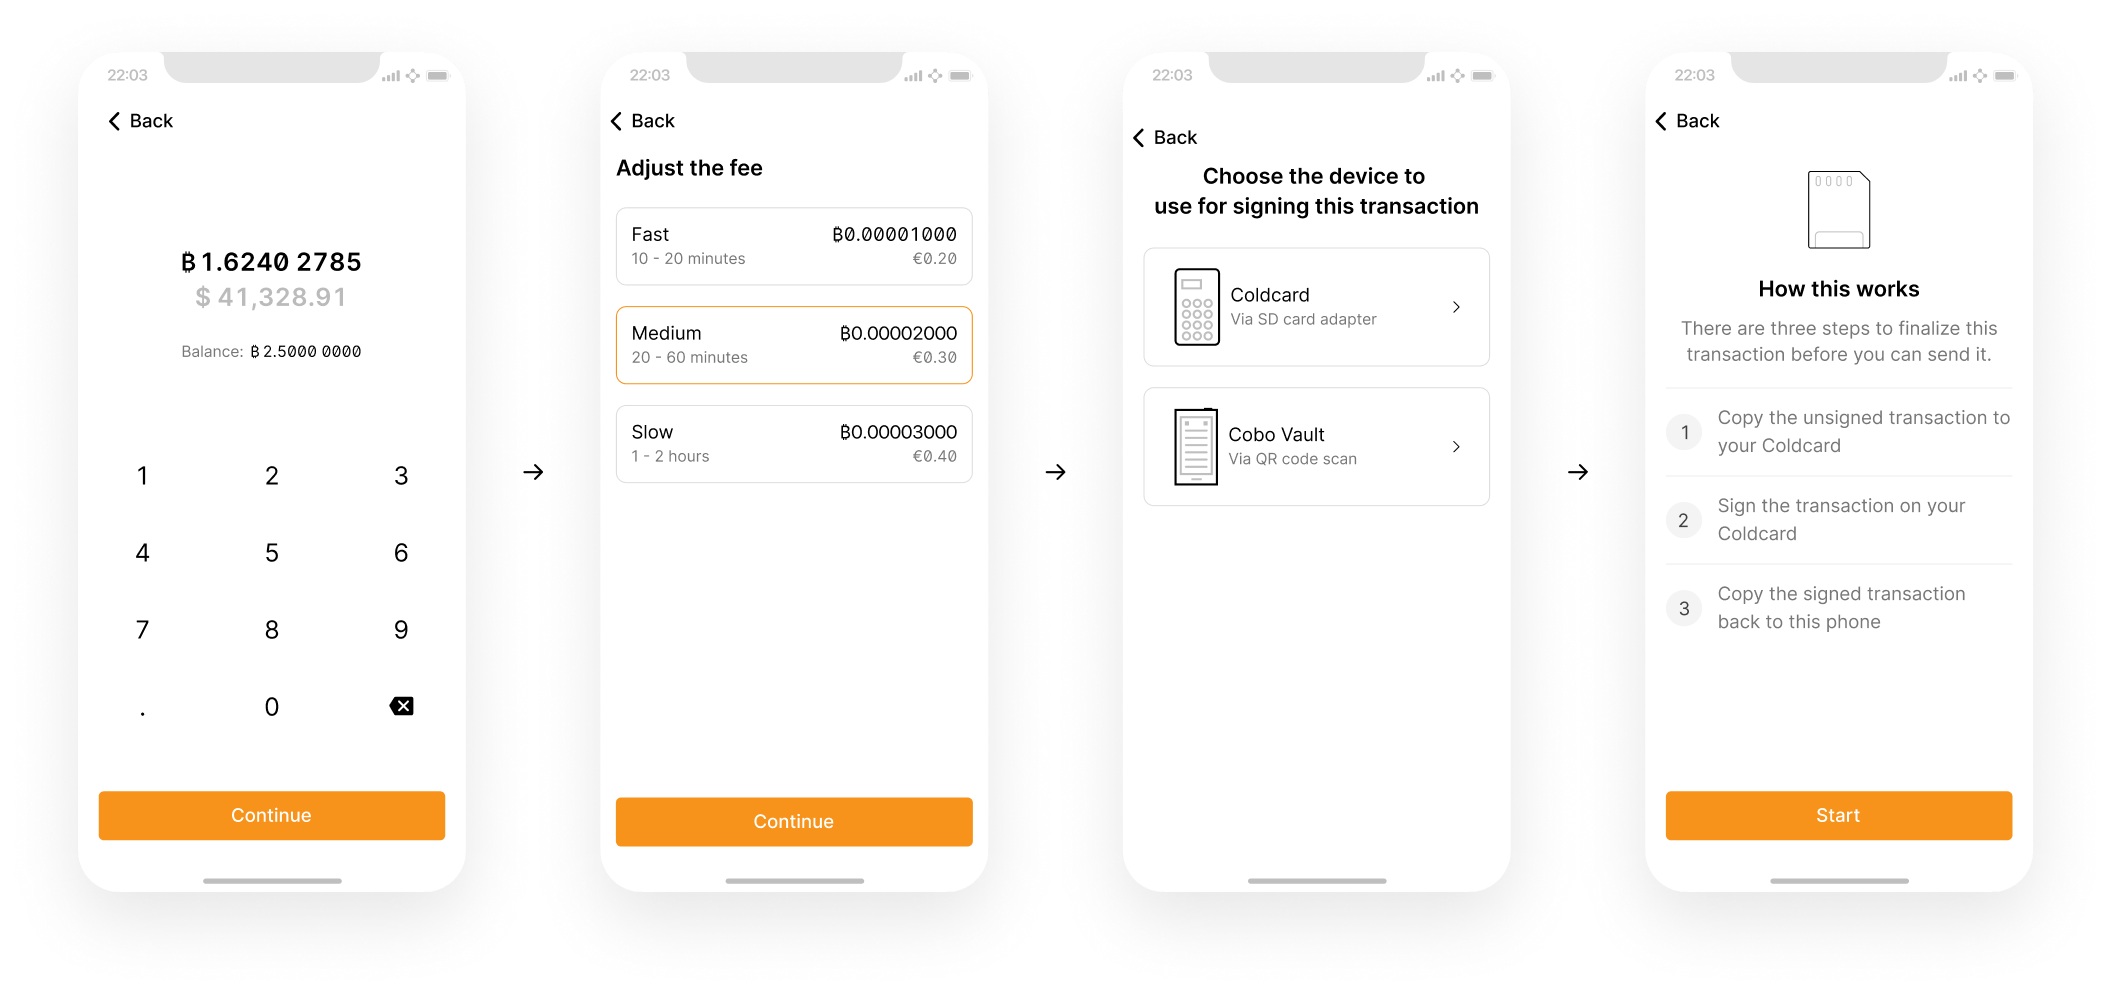 22:03
Back
₿ 1.6240 2785
$ 41,328.91
Balance: ₿ 2.5000 0000
1 2 3
4 5 6
7 8 9
. 0
Continue
22:03
Back
Adjust the fee
Fast ₿0.00001000
10 - 20 minutes €0.20
Medium ₿0.00002000
20 - 60 minutes €0.30
Slow ₿0.00003000
1 - 2 hours €0.40
Continue
22:03
Back
Choose the device to
use for signing this transaction
Coldcard
Via SD card adapter
Cobo Vault
Via QR code scan
22:03
Back
How this works
There are three steps to finalize this
transaction before you can send it.
1 Copy the unsigned transaction to
your Coldcard
2 Sign the transaction on your
Coldcard
3 Copy the signed transaction
back to this phone
Start